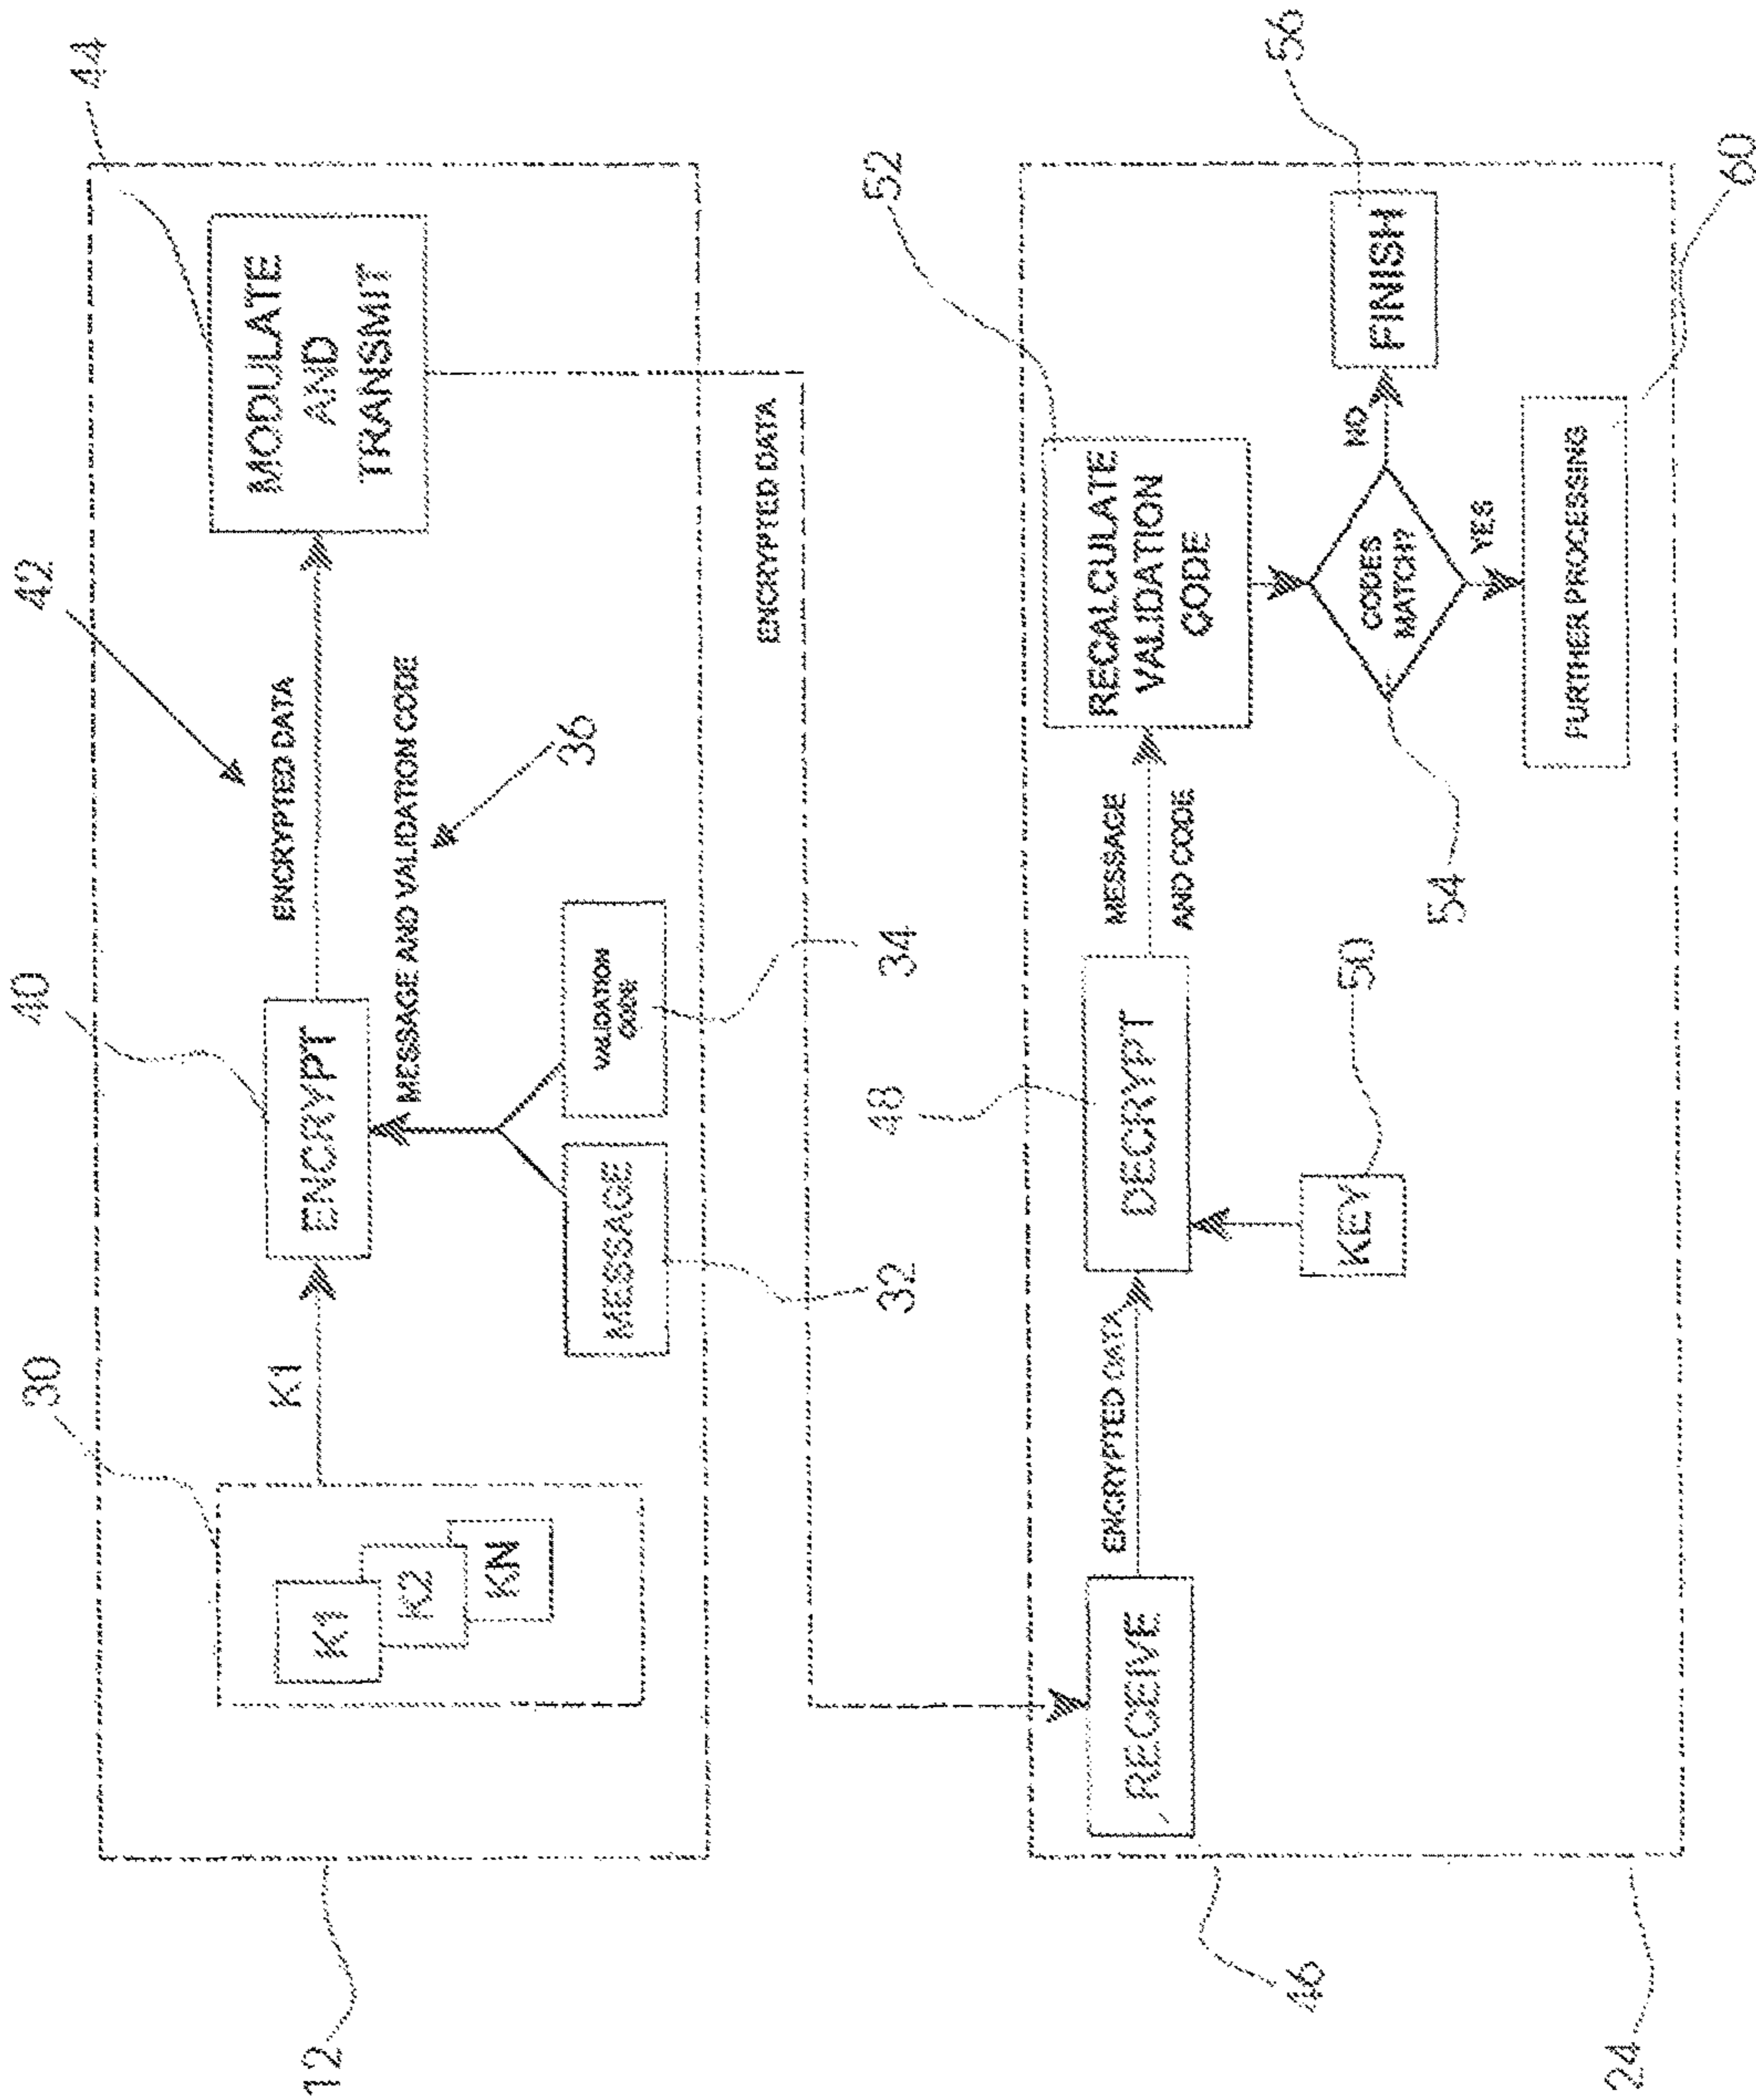 44
42
40
30
MODULATE
AND
TRANSMIT
ENCRYPTED DATA
ENCRYPT
K1
K1
K2
KN
MESSAGE AND VALIDATION CODE
36
VALIDATION
CODE
MESSAGE
34
32
12
ENCRYPTED DATA
52
56
48
RECEIVE
ENCRYPTED DATA
DECRYPT
MESSAGE
AND CODE
RECALCULATE
VALIDATION
CODE
KEY
50
CODES
MATCH?
NO
FINISH
54
YES
FURTHER PROCESSING
60
46
24